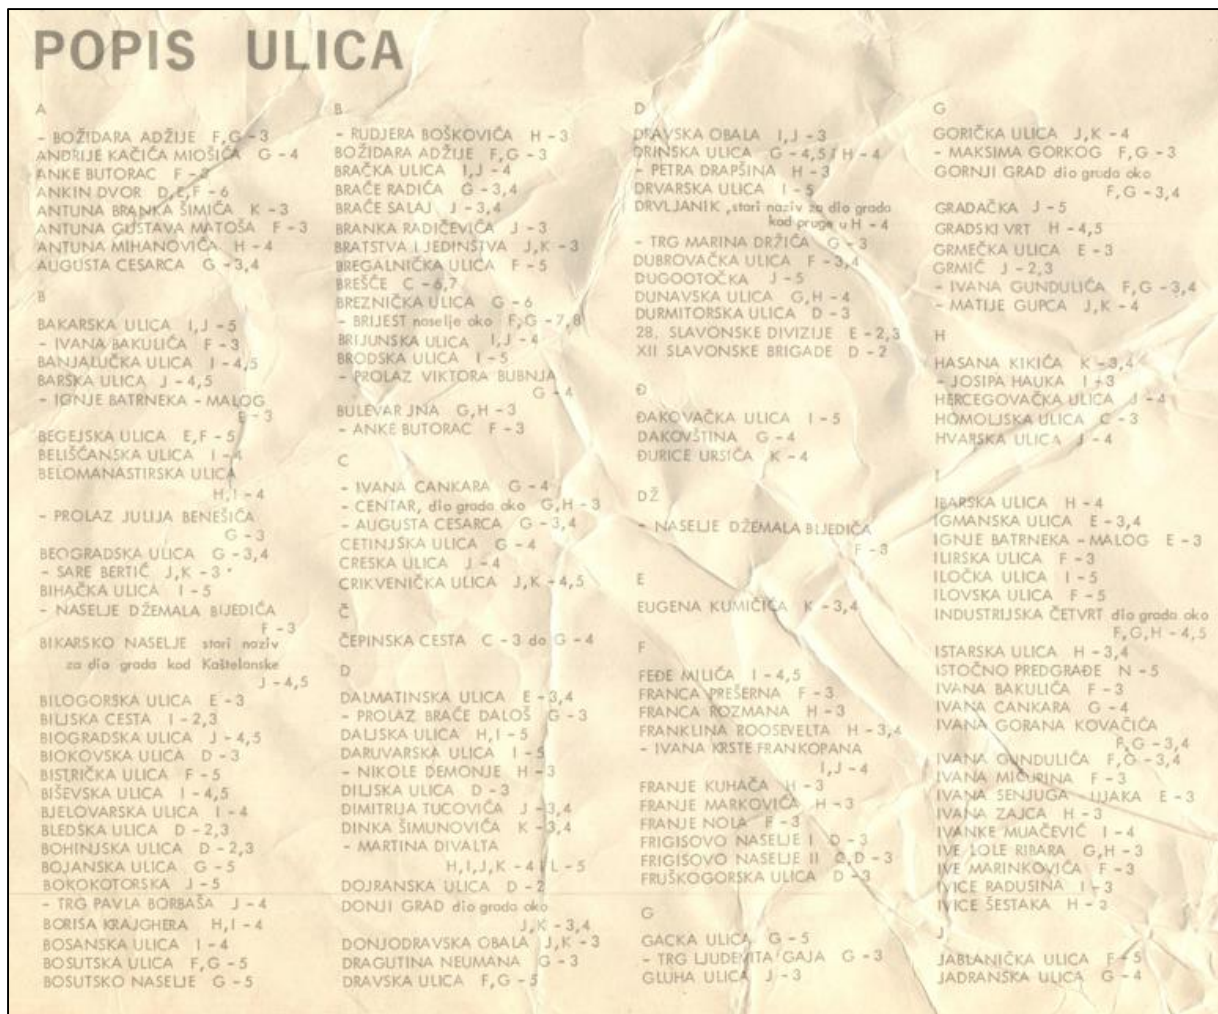 POPIS ULICA
A
- BOŽIDARA ADŽIJE F,G - 3
ANDRIJE KAČIĆA MIOŠIĆA G - 4
ANKE BUTORAC F - 3
ANKIN DVOR D,E,F - 6
ANTUNA BRANKA ŠIMIĆA K - 3
ANTUNA GUSTAVA MATOŠA F - 3
ANTUNA MIHANOVIĆA H - 4
AUGUSTA CESARCA G - 3,4
B
BAKARSKA ULICA I,J - 5
- IVANA BAKULIĆA F - 3
BANJALUČKA ULICA I - 4,5
BARSKA ULICA J - 4,5
- IGNJE BATRNEKA - MALOG
E - 3
BEGEJSKA ULICA E,F - 5
BELIŠĆANSKA ULICA I - 4
BELOMANASTIRSKA ULICA
H,I - 4
- PROLAZ JULIJA BENEŠIĆA
G - 3
BEOGRADSKA ULICA G - 3,4
- SARE BERTIĆ J,K - 3
BIHAČKA ULICA I - 5
- NASELJE DŽEMALA BIJEDIĆA
F - 3
BIKARSKO NASELJE stari naziv
za dio grada kod Kaštelanske
J - 4,5
BILOGORSKA ULICA E - 3
BILJSKA CESTA I - 2,3
BIOGRADSKA ULICA J - 4,5
BIOKOVSKA ULICA D - 3
BISTRIČKA ULICA F - 5
BIŠEVSKA ULICA I - 4,5
BJELOVARSKA ULICA I - 4
BLEDSKA ULICA D - 2,3
BOHINJSKA ULICA D - 2,3
BOJANSKA ULICA G - 5
BOKOKOTORSKA J - 5
- TRG PAVLA BORBAŠA J - 4
BORISA KRAJGHERA H,I - 4
BOSANSKA ULICA I - 4
BOSUTSKA ULICA F,G - 5
BOSUTSKO NASELJE G - 5
B
- RUDJERA BOŠKOVIĆA H - 3
BOŽIDARA ADŽIJE F,G - 3
BRAČKA ULICA I,J - 4
BRAĆE RADIĆA G - 3,4
BRAĆE SALAJ J - 3,4
BRANKA RADIČEVIĆA J - 3
BRATSTVA I JEDINSTVA J,K - 3
BREGALNIČKA ULICA F - 5
BREŠĆE C - 6,7
BREZNIČKA ULICA G - 6
- BRIJEST naselje oko F,G - 7,8
BRIJUNSKA ULICA I,J - 4
BRODSKA ULICA I - 5
- PROLAZ VIKTORA BUBNJA
G - 4
BULEVAR JNA G,H - 3
- ANKE BUTORAC F - 3
C
- IVANA CANKARA G - 4
- CENTAR, dio grada oko G,H - 3
- AUGUSTA CESARCA G - 3,4
CETINJSKA ULICA G - 4
CRESKA ULICA J - 4
CRIKVENIČKA ULICA J,K - 4,5
Č
ČEPINSKA CESTA C - 3 do G - 4
D
DALMATINSKA ULICA E - 3,4
- PROLAZ BRAĆE DALOŠ G - 3
DALJSKA ULICA H,I - 5
DARUVARSKA ULICA I - 5
- NIKOLE DEMONJE H - 3
DILJSKA ULICA D - 3
DIMITRIJA TUCOVIĆA J - 3,4
DINKA ŠIMUNOVIĆA K - 3,4
- MARTINA DIVALTA
H,I,J,K - 4 i L - 5
DOJRANSKA ULICA D - 2
DONJI GRAD dio grada oko
J,K - 3,4
DONJODRAVSKA OBALA J,K - 3
DRAGUTINA NEUMANA G - 3
DRAVSKA ULICA F,G - 5
D
DRAVSKA OBALA I,J - 3
DRINSKA ULICA G - 4,5 i H - 4
- PETRA DRAPŠINA H - 3
DRVARSKA ULICA I - 5
DRVLJANIK ,stari naziv za dio grada
kod pruge u H - 4
- TRG MARINA DRŽIĆA G - 3
DUBROVAČKA ULICA F - 3,4
DUGOOTOČKA J - 5
DUNAVSKA ULICA G,H - 4
DURMITORSKA ULICA D - 3
28. SLAVONSKE DIVIZIJE E - 2,3
XII SLAVONSKE BRIGADE D - 2
Đ
ĐAKOVAČKA ULICA I - 5
ĐAKOVŠTINA G - 4
ĐURICE URSIĆA K - 4
DŽ
- NASELJE DŽEMALA BIJEDIĆA
F - 3
E
EUGENA KUMIČIĆA K - 3,4
F
FEĐE MILIĆA I - 4,5
FRANCA PREŠERNA F - 3
FRANCA ROZMANA H - 3
FRANKLINA ROOSEVELTA H - 3,4
- IVANA KRSTE FRANKOPANA
I,J - 4
FRANJE KUHAČA H - 3
FRANJE MARKOVIĆA H - 3
FRANJE NOLA F - 3
FRIGISOVO NASELJE I D - 3
FRIGISOVO NASELJE II C,D - 3
FRUŠKOGORSKA ULICA D - 3
G
GACKA ULICA G - 5
- TRG LJUDEVITA GAJA G - 3
GLUHA ULICA J - 3
G
GORIČKA ULICA J,K - 4
- MAKSIMA GORKOG F,G - 3
GORNJI GRAD dio grada oko
F,G - 3,4
GRADAČKA J - 5
GRADSKI VRT H - 4,5
GRMEČKA ULICA E - 3
GRMIĆ J - 2,3
- IVANA GUNDULIĆA F,G - 3,4
- MATIJE GUPCA J,K - 4
H
HASANA KIKIĆA K - 3,4
- JOSIPA HAUKA I - 3
HERCEGOVAČKA ULICA J - 4
HOMOLJSKA ULICA C - 3
HVARSKA ULICA J - 4
I
IBARSKA ULICA H - 4
IGMANSKA ULICA E - 3,4
IGNJE BATRNEKA - MALOG E - 3
ILIRSKA ULICA F - 3
ILOČKA ULICA I - 5
ILOVSKA ULICA F - 5
INDUSTRIJSKA ČETVRT dio grada oko
F,G,H - 4,5
ISTARSKA ULICA H - 3,4
ISTOČNO PREDGRAĐE N - 5
IVANA BAKULIĆA F - 3
IVANA CANKARA G - 4
IVANA GORANA KOVAČIĆA
F,G - 3,4
IVANA GUNDULIĆA F,G - 3,4
IVANA MIČURINA F - 3
IVANA SENJUGA - UJAKA E - 3
IVANA ZAJCA H - 3
IVANKE MUAČEVIĆ I - 4
IVE LOLE RIBARA G,H - 3
IVE MARINKOVIĆA F - 3
IVICE RADUSINA I - 3
IVICE ŠESTAKA H - 3
J
JABLANIČKA ULICA F - 5
JADRANSKA ULICA G - 4